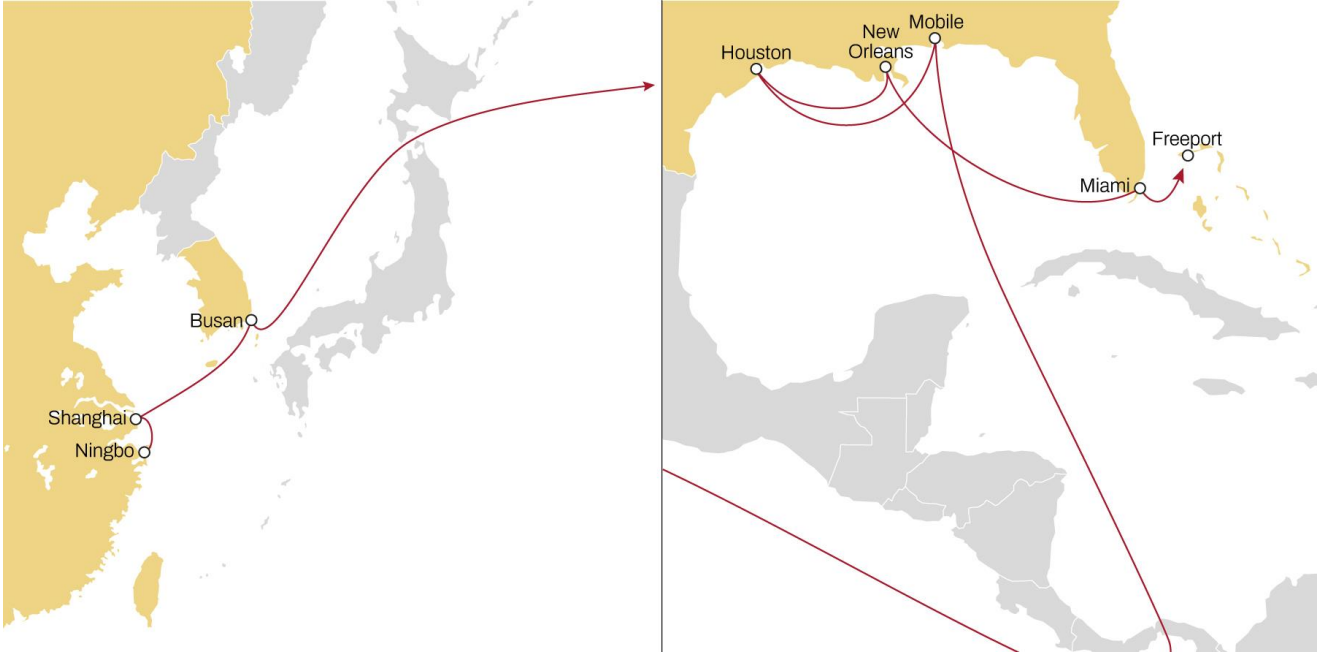 Busan
Shanghai
Ningbo
Mobile
New
Orleans
Houston
Freeport
Miami